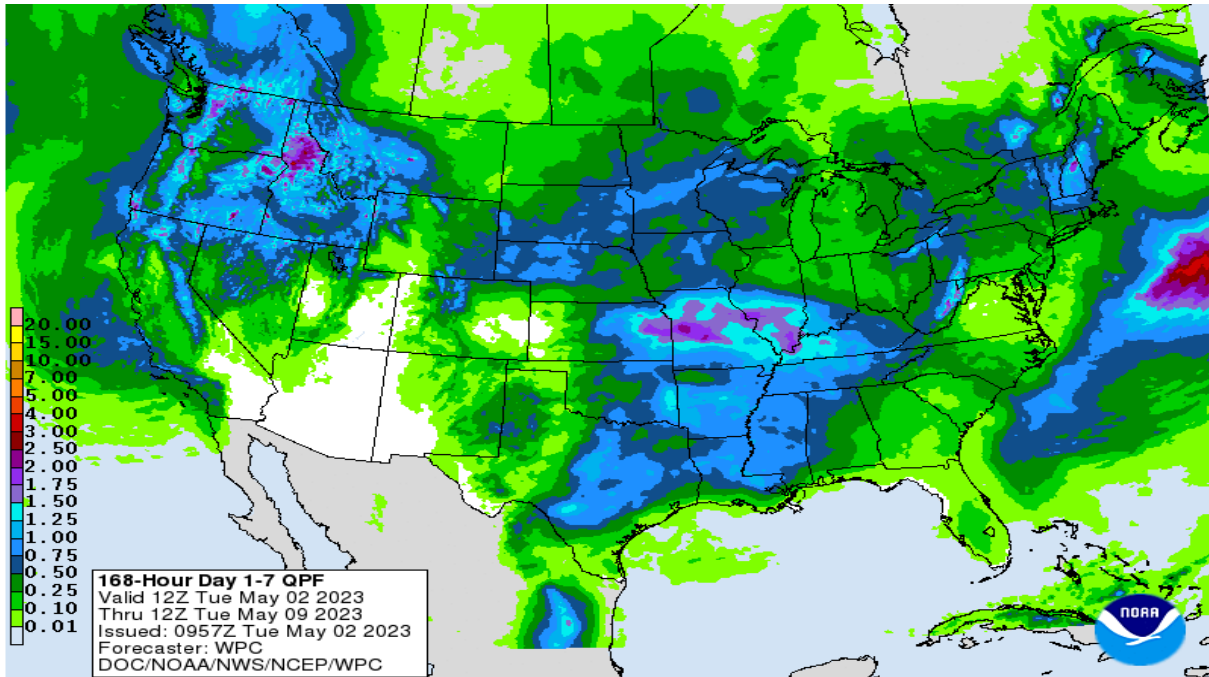 20.00
15.00
10.00
7.00
5.00
4.00
3.00
2.50
2.00
1.75
1.50
1.25
1.00
0.75
0.50
0.25
0.10
0.01
168-Hour Day 1-7 QPF
Valid 12Z Tue May 02 2023
Thru 12Z Tue May 09 2023
Issued: 0957Z Tue May 02 2023
Forecaster: WPC
DOC/NOAA/NWS/NCEP/WPC
NOAA